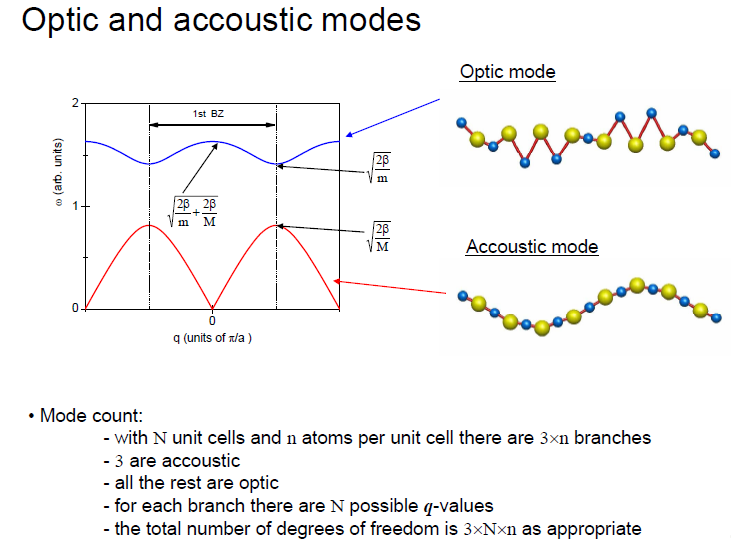 Optic and accoustic modes
Optic mode
2
1st BZ
√2β/m
ω (arb. units)
1
√2β/m+2β/M
√2β/M
Accoustic mode
0
0
q (units of π/a )
• Mode count:
- with N unit cells and n atoms per unit cell there are 3×n branches
- 3 are accoustic
- all the rest are optic
- for each branch there are N possible q-values
- the total number of degrees of freedom is 3×N×n as appropriate